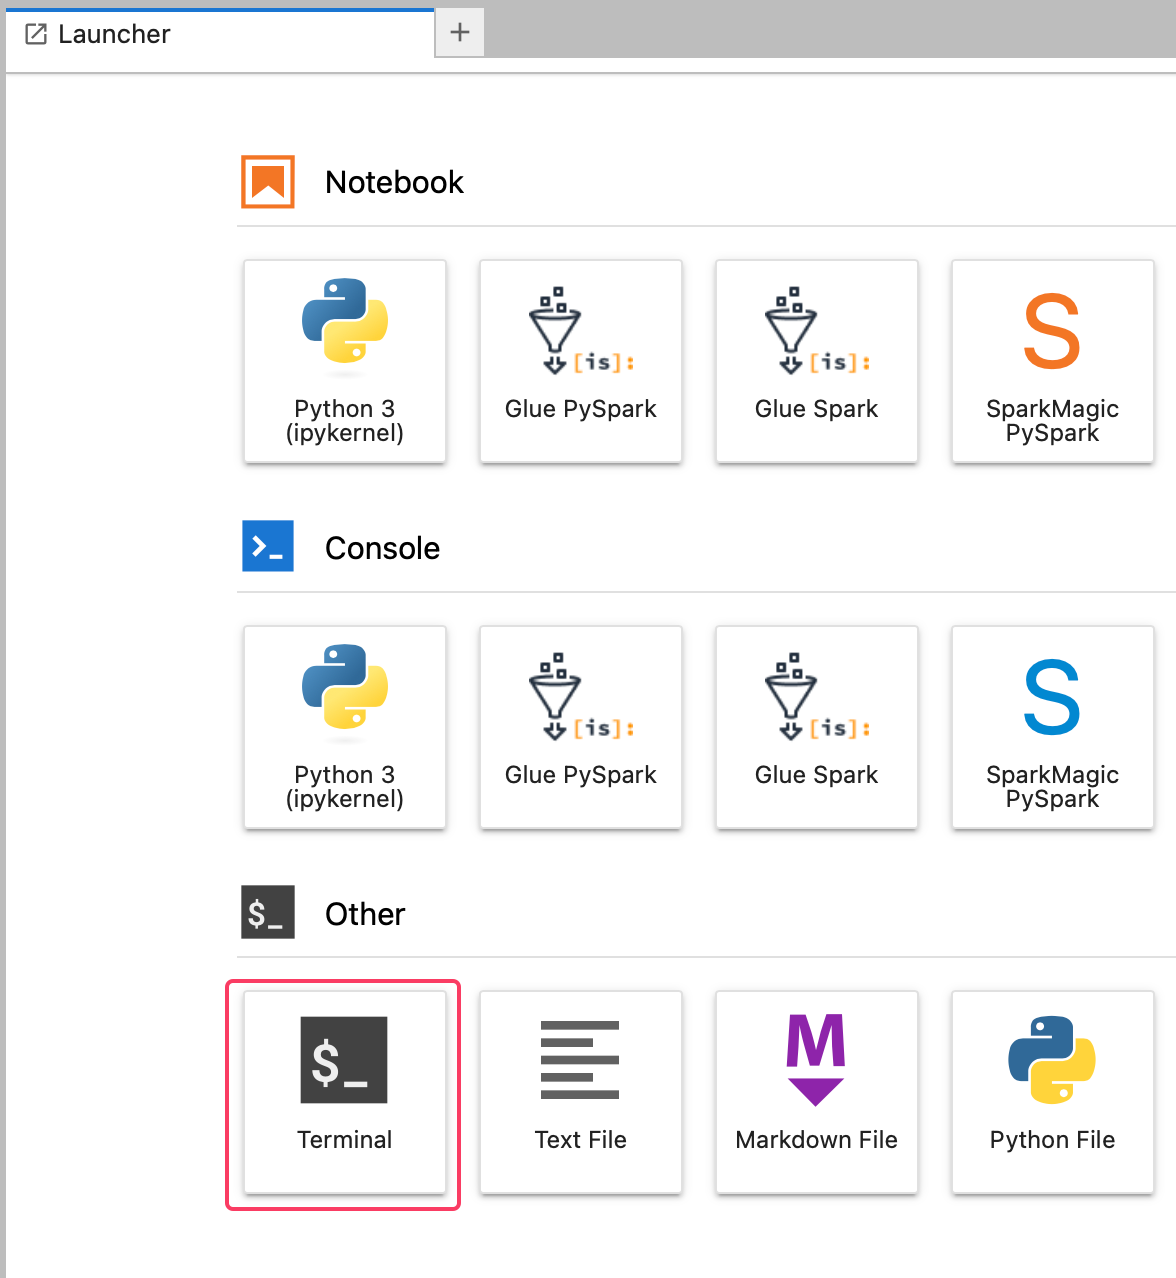 Launcher
+
Notebook
[is]:
[is]:
S
Python 3
(ipykernel)
Glue PySpark
Glue Spark
SparkMagic
PySpark
>_
Console
[is]:
[is]:
S
Python 3
(ipykernel)
Glue PySpark
Glue Spark
SparkMagic
PySpark
$_
Other
$_
M
Terminal
Text File
Markdown File
Python File